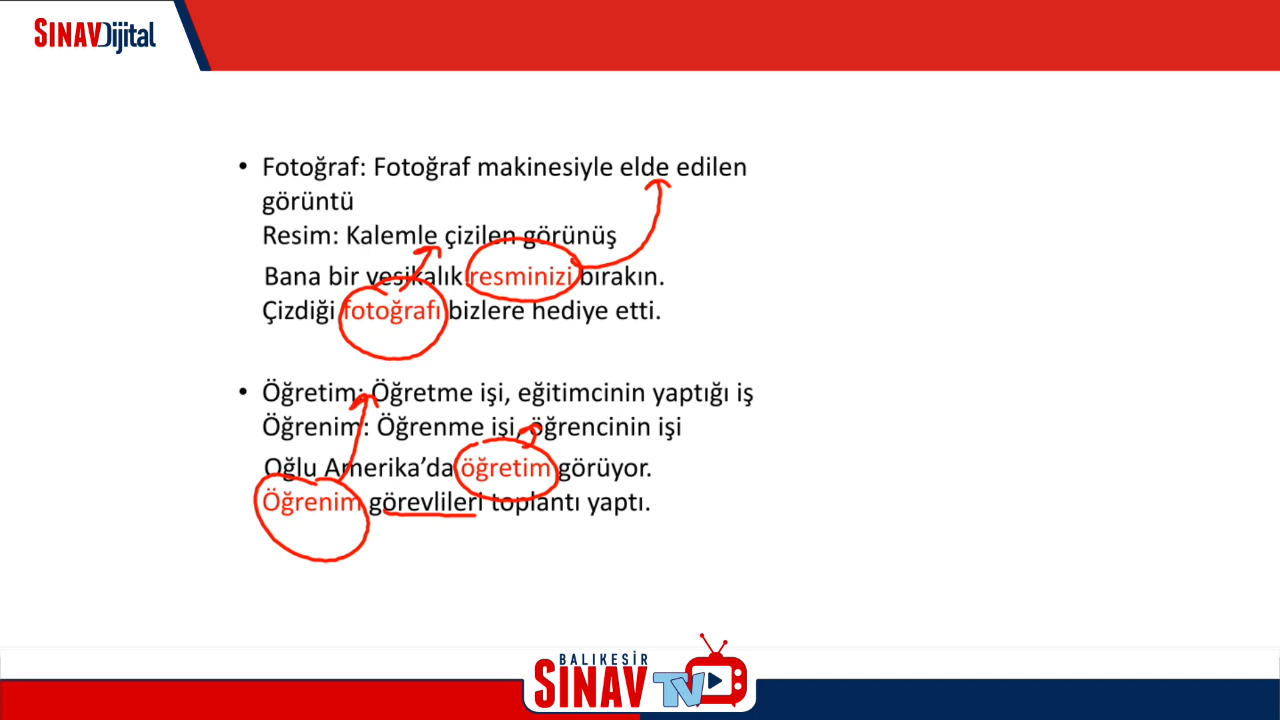 SINAVDijital
• Fotoğraf: Fotoğraf makinesiyle elde edilen
görüntü
Resim: Kalemle çizilen görünüş
Bana bir vesikalık resminizi bırakın.
Çizdiği fotoğrafı bizlere hediye etti.
• Öğretim: Öğretme işi, eğitimcinin yaptığı iş
Öğrenim: Öğrenme işi, öğrencinin işi
Oğlu Amerika’da öğretim görüyor.
Öğrenim görevlileri toplantı yaptı.
BALIKESİR
SINAV TV